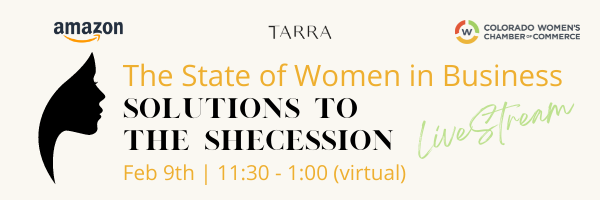 amazon
TARRA
W COLORADO WOMEN'S
CHAMBER OF COMMERCE
The State of Women in Business
SOLUTIONS TO
THE SHECESSION
LiveStream
Feb 9th | 11:30 - 1:00 (virtual)